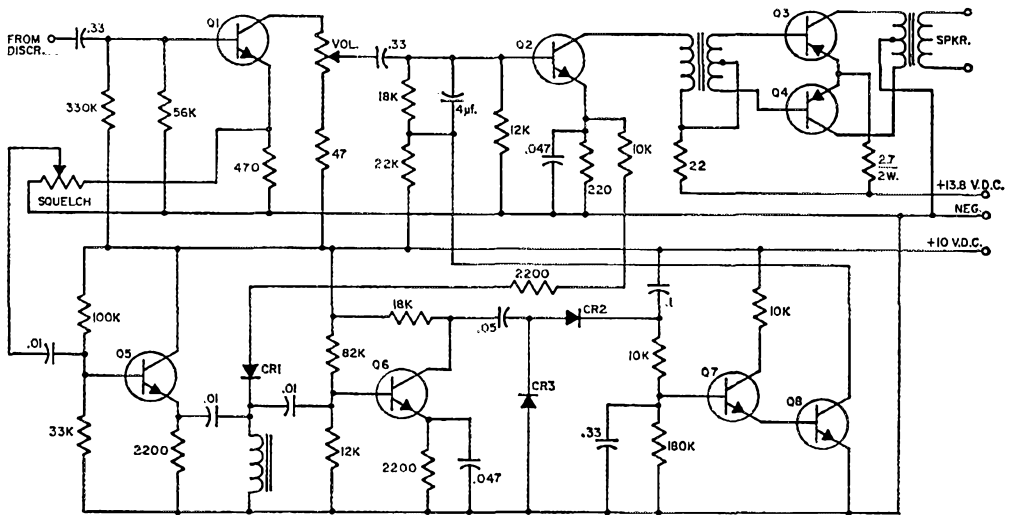 FROM
DISCR.
.33
Q1
VOL.
.33
Q2
Q3
SPKR.
Q4
330K
56K
470
47
18K
4µf.
22K
12K
.047
220
10K
22
2.7
2W.
SQUELCH
+13.8 V.D.C.
NEG.
+10 V.D.C.
2200
100K
.01
Q5
33K
2200
.01
CR1
.01
82K
18K
Q6
12K
2200
.047
.05
CR2
CR3
.1
10K
10K
Q7
Q8
.33
180K